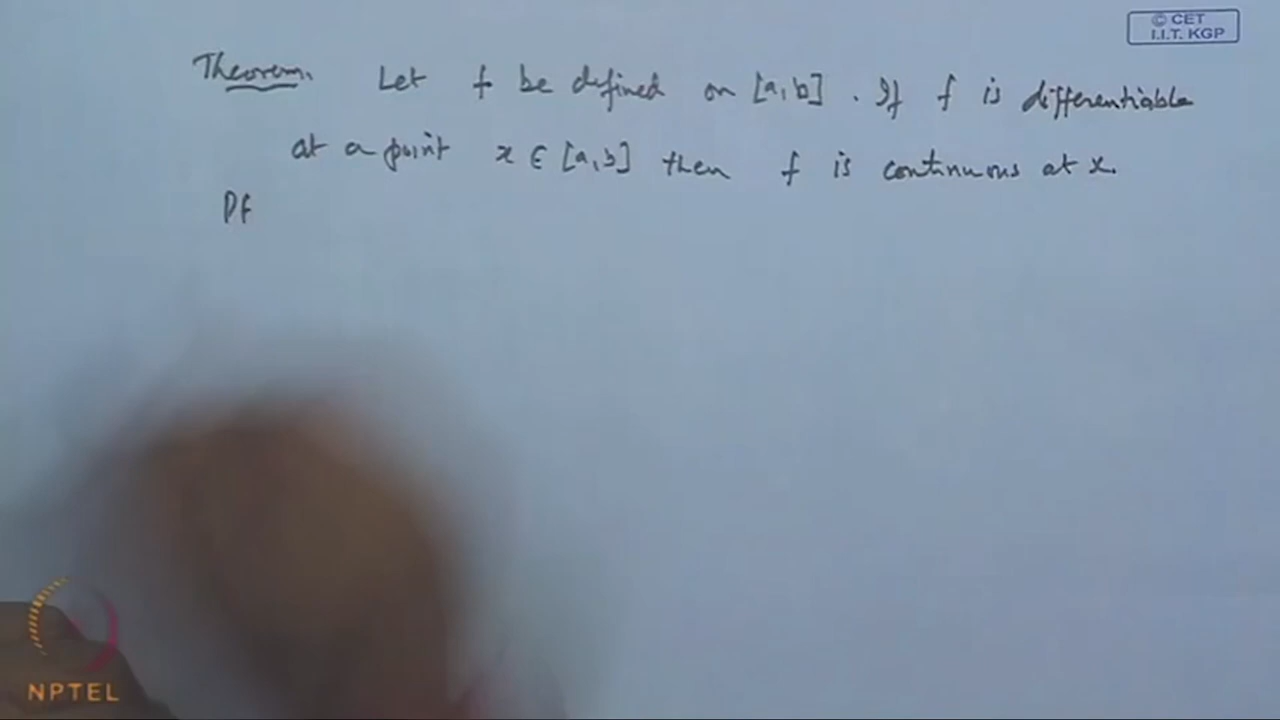 © CET
I.I.T. KGP
Theorem. Let f be defined on [a,b]. If f is differentiable
at a point x ∈ [a,b] then f is continuous at x.
Pf
NPTEL